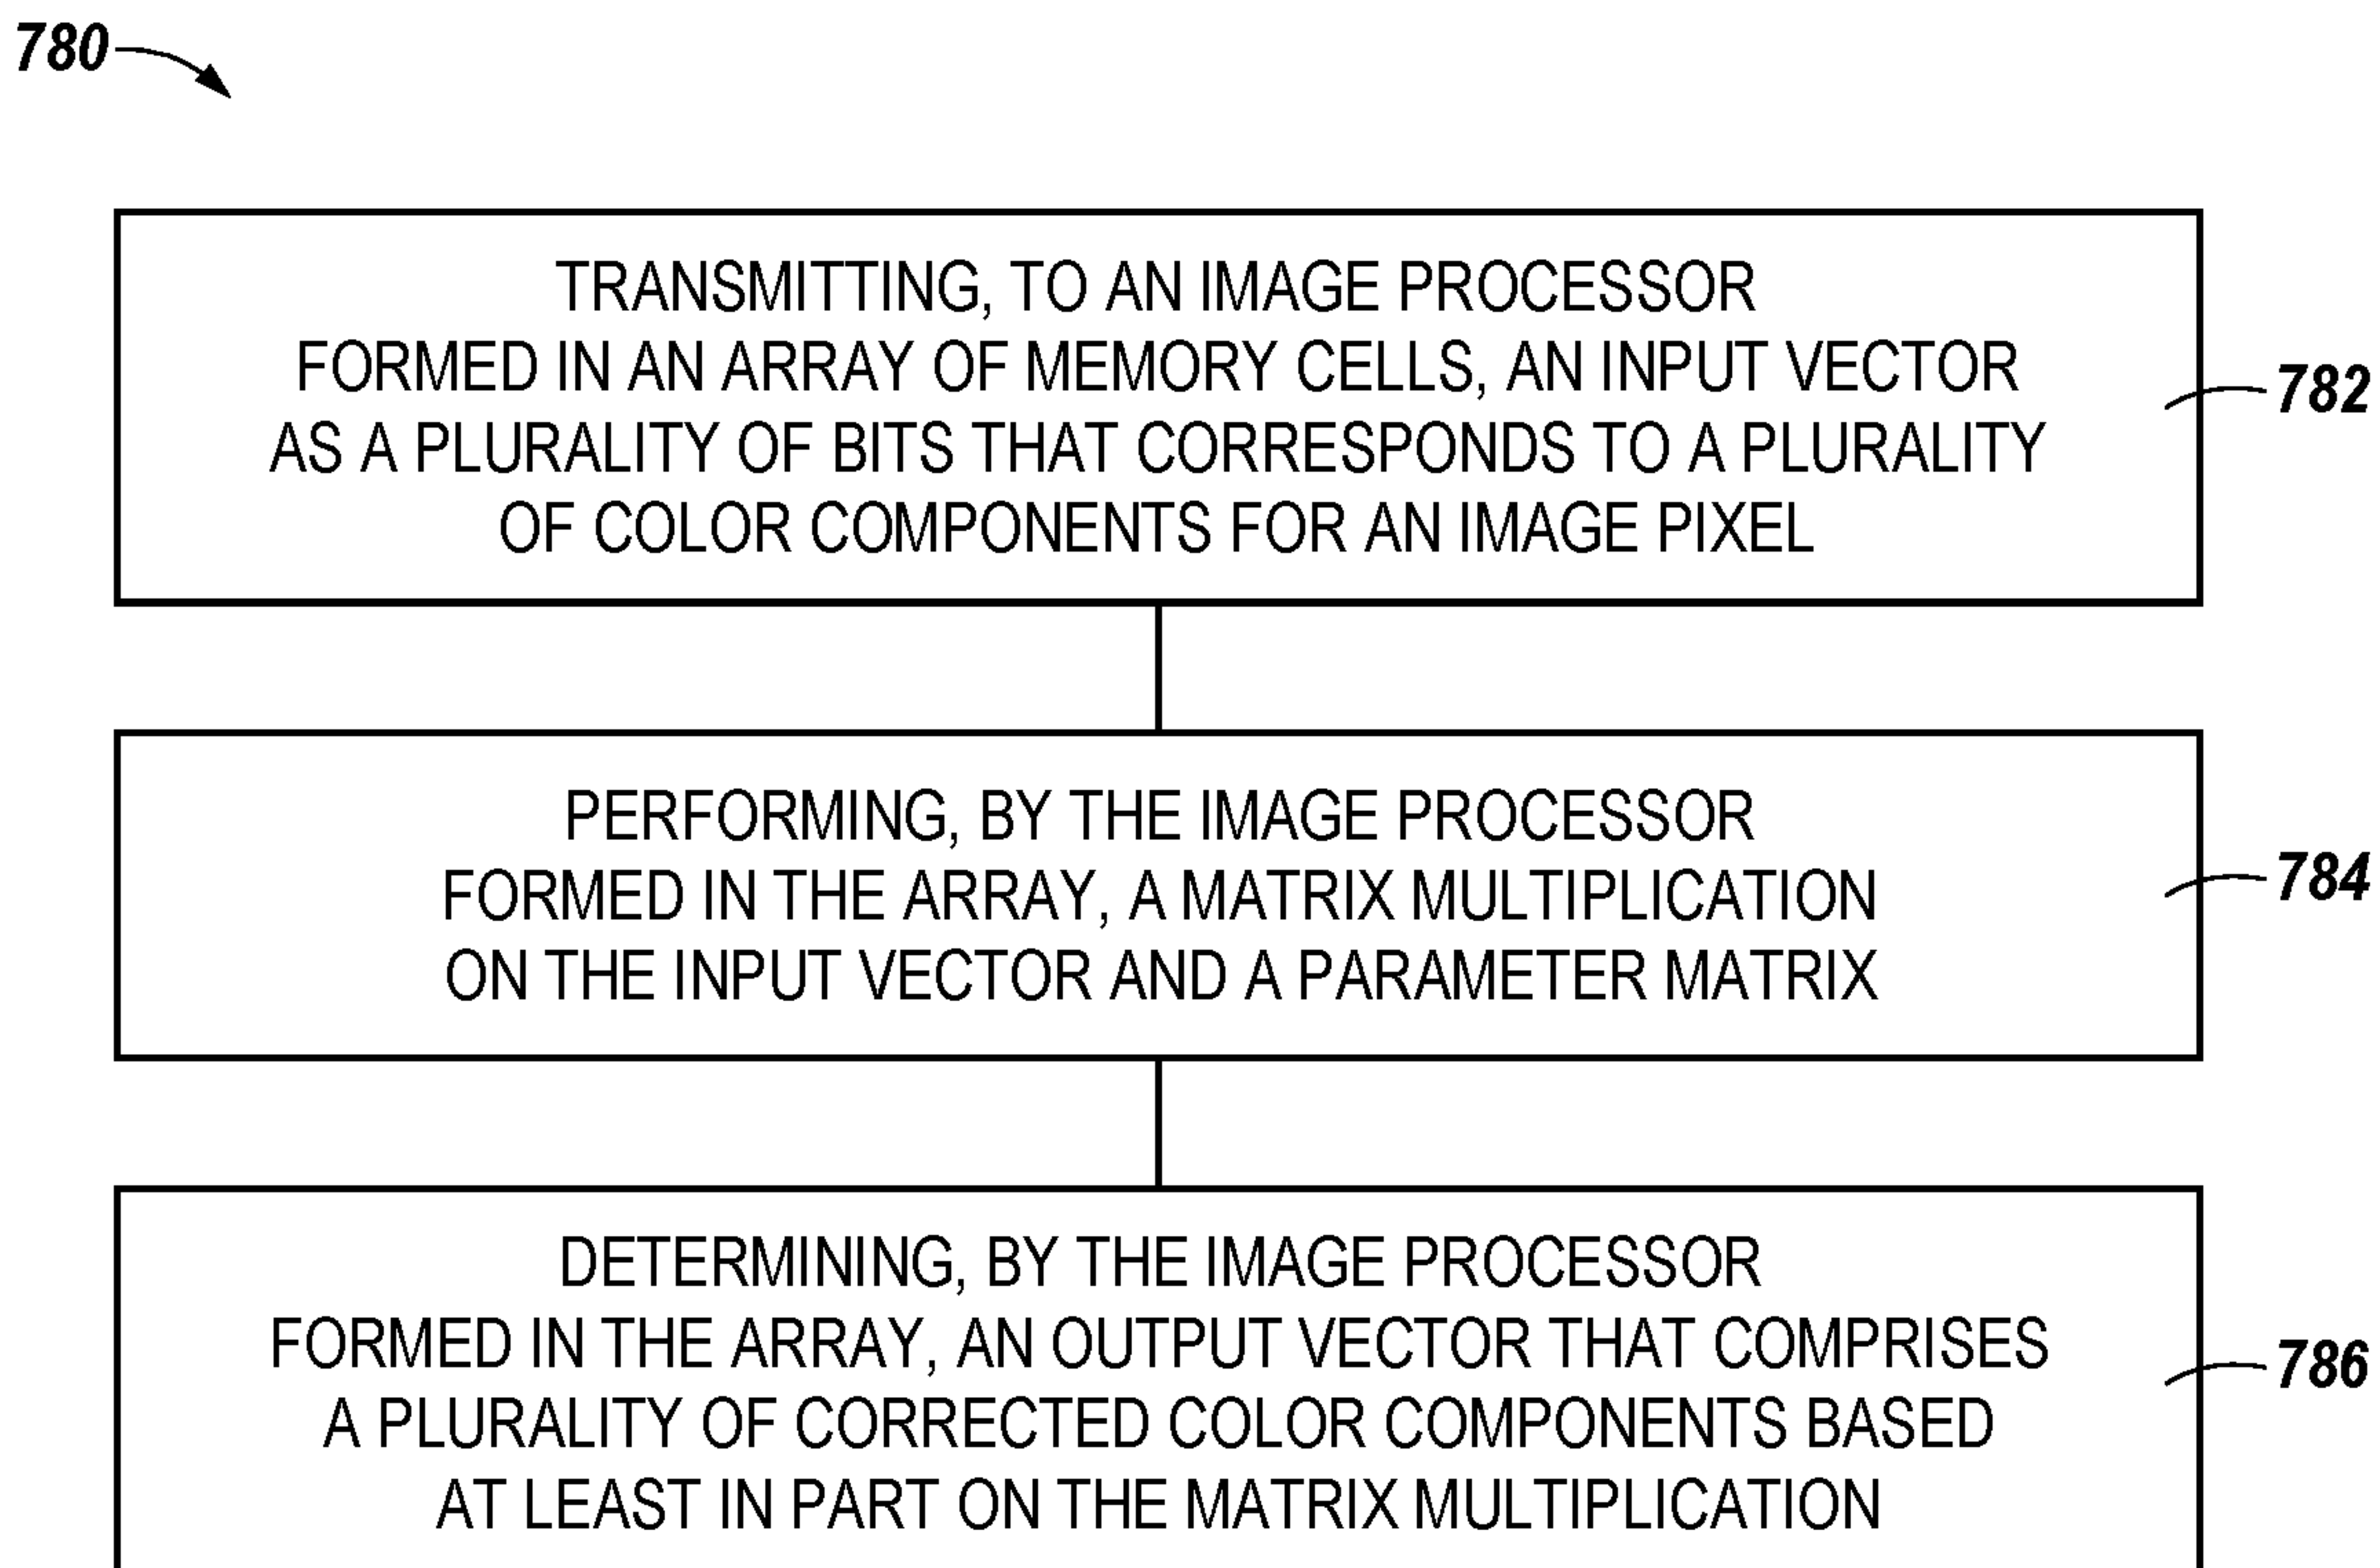 780
TRANSMITTING, TO AN IMAGE PROCESSOR
FORMED IN AN ARRAY OF MEMORY CELLS, AN INPUT VECTOR
AS A PLURALITY OF BITS THAT CORRESPONDS TO A PLURALITY
OF COLOR COMPONENTS FOR AN IMAGE PIXEL
782
PERFORMING, BY THE IMAGE PROCESSOR
FORMED IN THE ARRAY, A MATRIX MULTIPLICATION
ON THE INPUT VECTOR AND A PARAMETER MATRIX
784
DETERMINING, BY THE IMAGE PROCESSOR
FORMED IN THE ARRAY, AN OUTPUT VECTOR THAT COMPRISES
A PLURALITY OF CORRECTED COLOR COMPONENTS BASED
AT LEAST IN PART ON THE MATRIX MULTIPLICATION
786